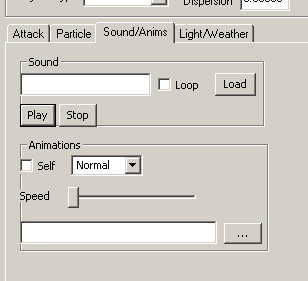 Dispersion
Attack Particle Sound/Anims Light/Weather
Sound
Loop Load
Play Stop
Animations
Self Normal
Speed
...